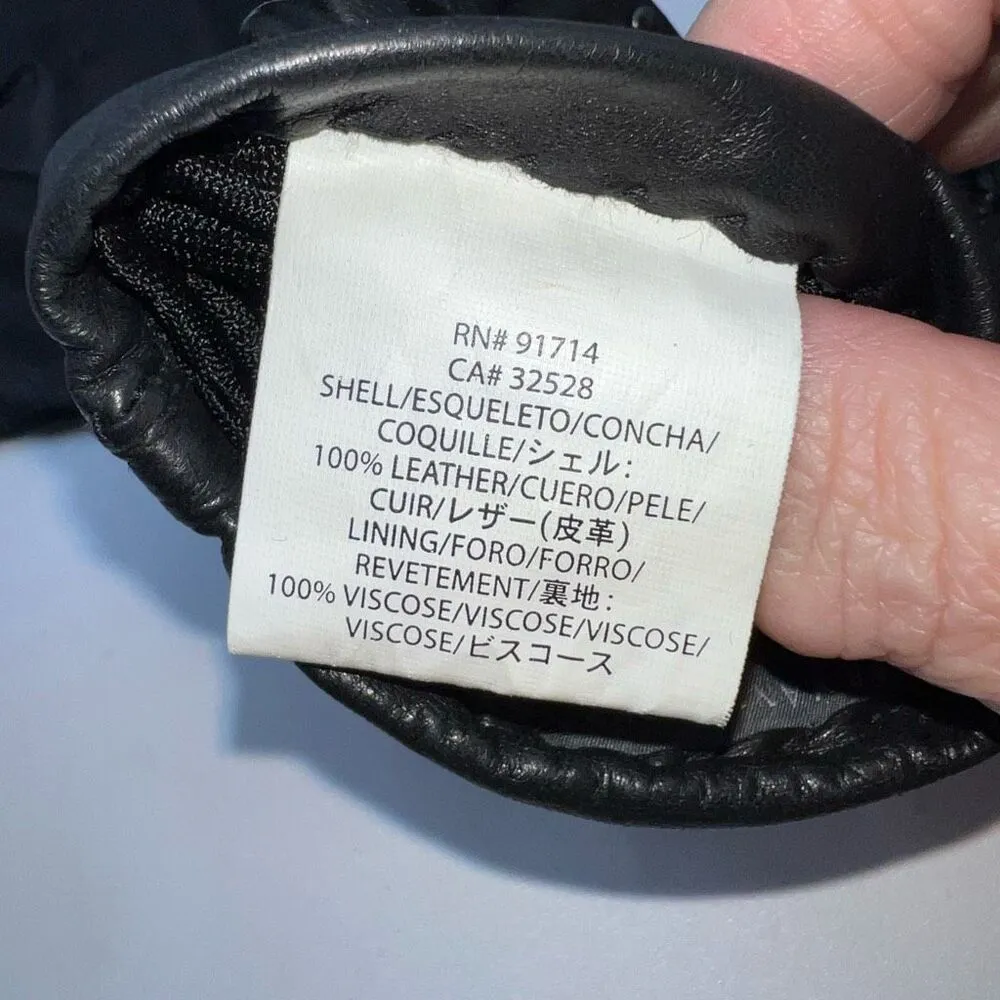 RN# 91714
CA# 32528
SHELL/ESQUELETO/CONCHA/
COQUILLE/シェル:
100% LEATHER/CUERO/PELE/
CUIR/レザー(皮革)
LINING/FORO/FORRO/
REVETEMENT/裏地:
100% VISCOSE/VISCOSE/VISCOSE/
VISCOSE/ビスコース